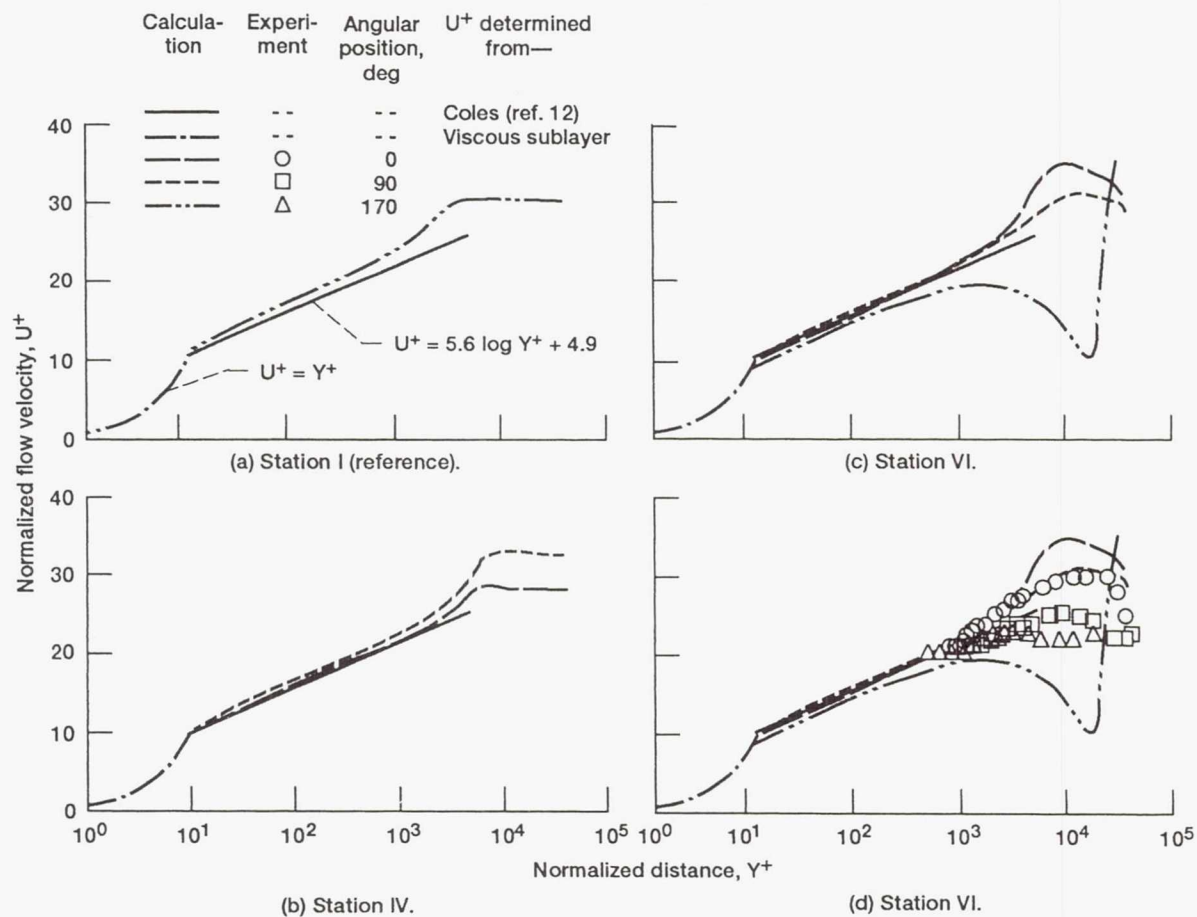 Calcula- Experi- Angular U⁺ determined
tion ment position, from—
deg
-- -- Coles (ref. 12)
-- -- Viscous sublayer
0
90
170
40
30
20
10
0
U⁺ = 5.6 log Y⁺ + 4.9
U⁺ = Y⁺
(a) Station I (reference).
(c) Station VI.
Normalized flow velocity, U⁺
40
30
20
10
0
10⁰ 10¹ 10² 10³ 10⁴ 10⁵
10⁰ 10¹ 10² 10³ 10⁴ 10⁵
Normalized distance, Y⁺
(b) Station IV.
(d) Station VI.